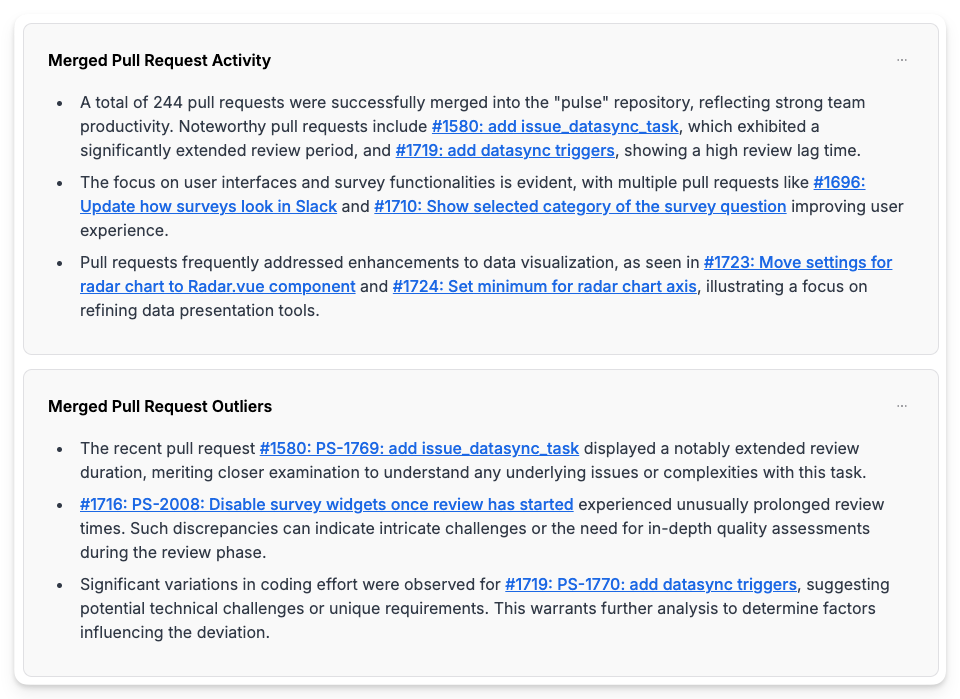 Merged Pull Request Activity
...
• A total of 244 pull requests were successfully merged into the "pulse" repository, reflecting strong team
productivity. Noteworthy pull requests include #1580: add issue_datasync_task, which exhibited a
significantly extended review period, and #1719: add datasync triggers, showing a high review lag time.
• The focus on user interfaces and survey functionalities is evident, with multiple pull requests like #1696:
Update how surveys look in Slack and #1710: Show selected category of the survey question improving user
experience.
• Pull requests frequently addressed enhancements to data visualization, as seen in #1723: Move settings for
radar chart to Radar.vue component and #1724: Set minimum for radar chart axis, illustrating a focus on
refining data presentation tools.
Merged Pull Request Outliers
...
• The recent pull request #1580: PS-1769: add issue_datasync_task displayed a notably extended review
duration, meriting closer examination to understand any underlying issues or complexities with this task.
• #1716: PS-2008: Disable survey widgets once review has started experienced unusually prolonged review
times. Such discrepancies can indicate intricate challenges or the need for in-depth quality assessments
during the review phase.
• Significant variations in coding effort were observed for #1719: PS-1770: add datasync triggers, suggesting
potential technical challenges or unique requirements. This warrants further analysis to determine factors
influencing the deviation.